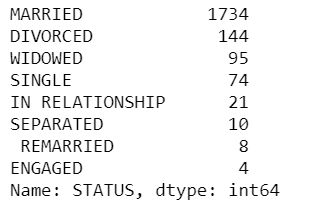 MARRIED 1734
DIVORCED 144
WIDOWED 95
SINGLE 74
IN RELATIONSHIP 21
SEPARATED 10
 REMARRIED 8
ENGAGED 4
Name: STATUS, dtype: int64